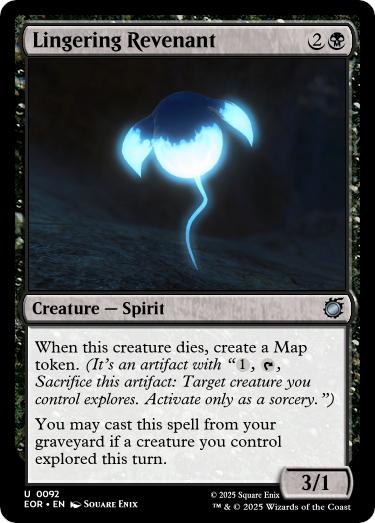 Lingering Revenant 2
Creature — Spirit
When this creature dies, create a Map
token. (It's an artifact with “1, ,
Sacrifice this artifact: Target creature you
control explores. Activate only as a sorcery.”)
You may cast this spell from your
graveyard if a creature you control
explored this turn.
3/1
U 0092
EOR • EN Square Enix
© 2025 Square Enix
™ & © 2025 Wizards of the Coast